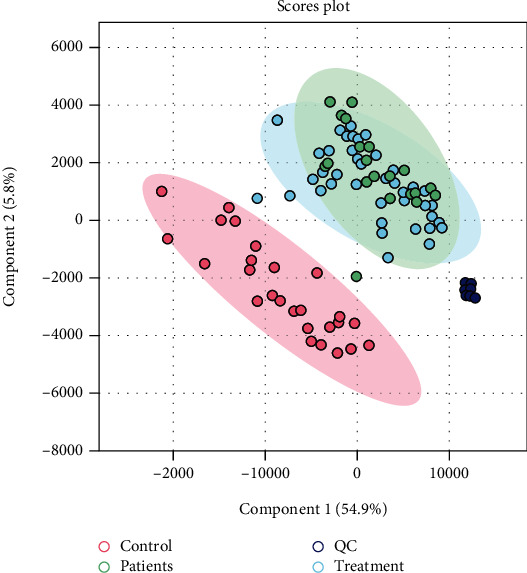 Scores plot
6000
4000
2000
0
−2000
−4000
−6000
−8000
Component 2 (5.8%)
−2000 −10000 0 10000
Component 1 (54.9%)
Control QC
Patients Treatment